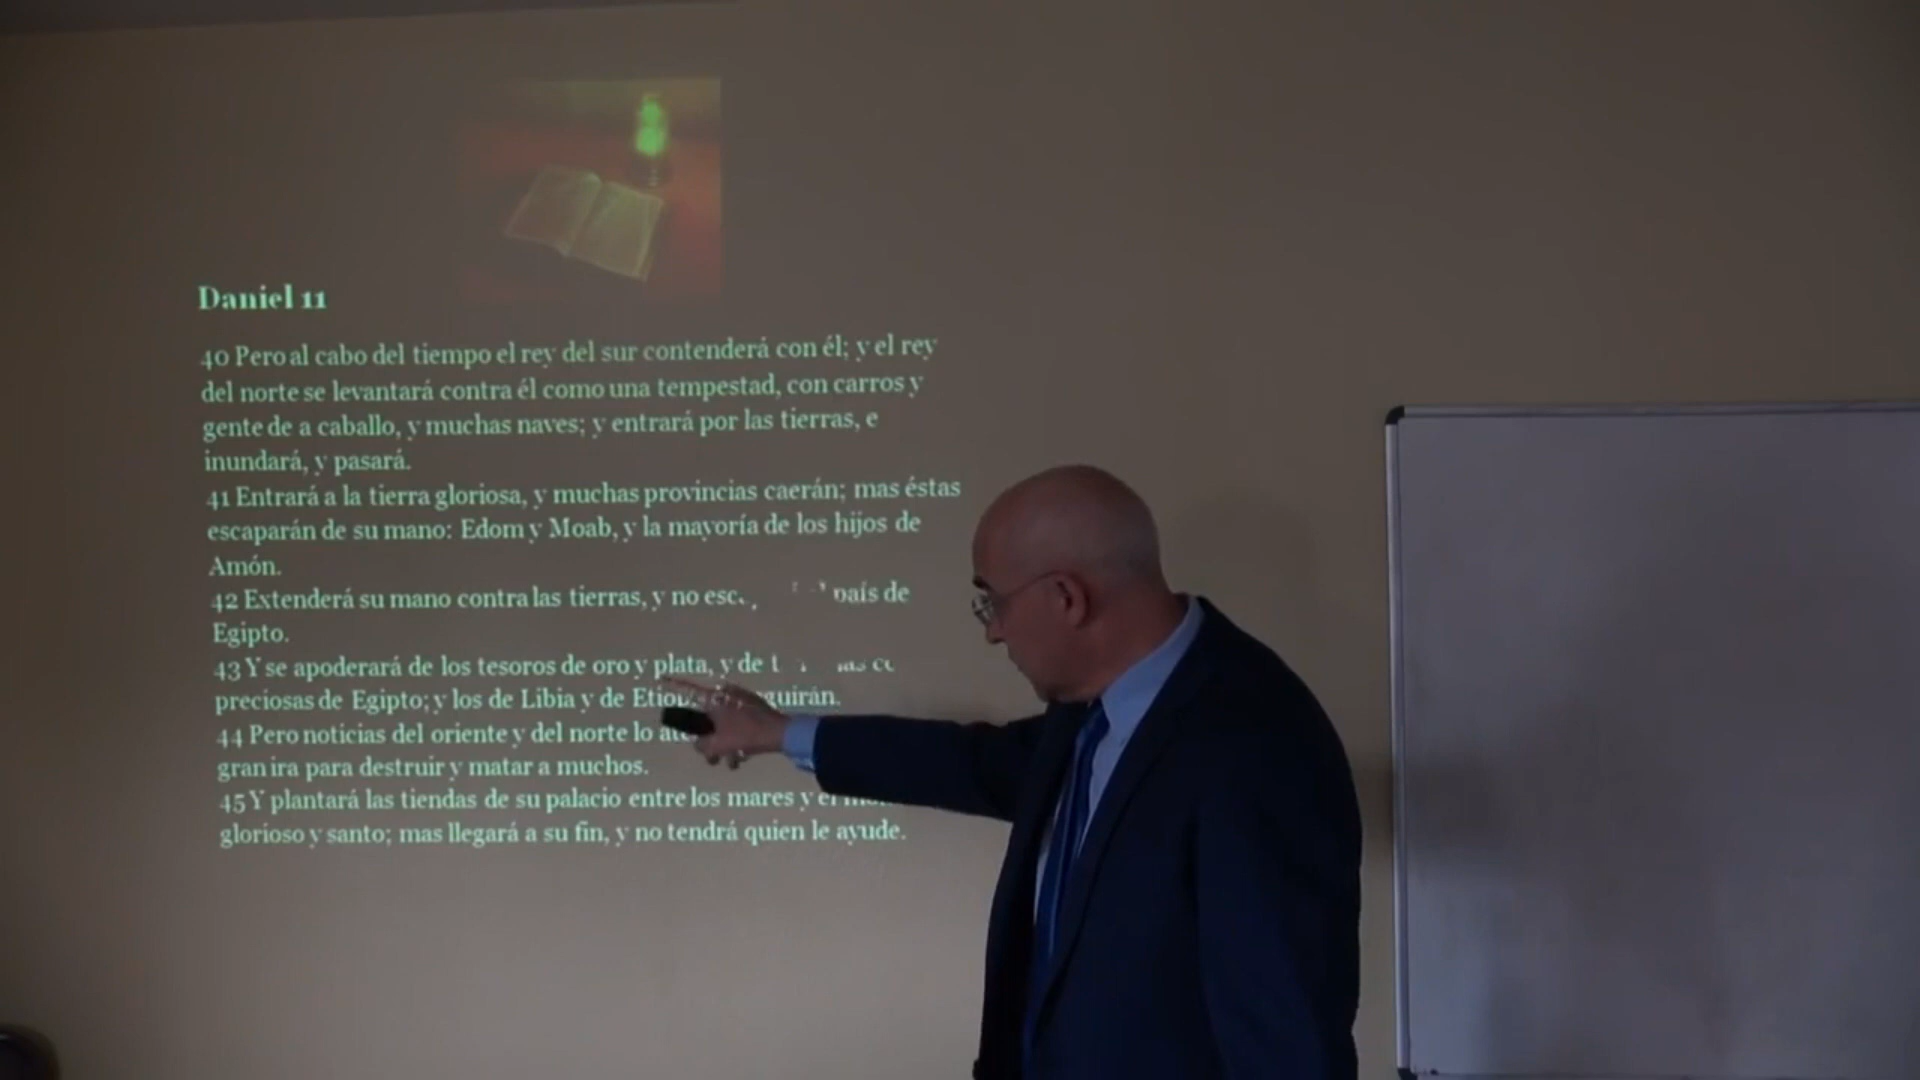 Daniel 11
40 Pero al cabo del tiempo el rey del sur contenderá con él; y el rey
del norte se levantará contra él como una tempestad, con carros y
gente de a caballo, y muchas naves; y entrará por las tierras, e
inundará, y pasará.
41 Entrará a la tierra gloriosa, y muchas provincias caerán; mas éstas
escaparán de su mano: Edom y Moab, y la mayoría de los hijos de
Amón.
42 Extenderá su mano contra las tierras, y no país de
Egipto.
43 Y se apoderará de los tesoros de oro y plata, y de
preciosas de Egipto; y los de Libia y de
44 Pero noticias del oriente y del norte lo
gran ira para destruir y matar a muchos.
45 Y plantará las tiendas de su palacio entre los mares y el
glorioso y santo; mas llegará a su fin, y no tendrá quien le ayude.